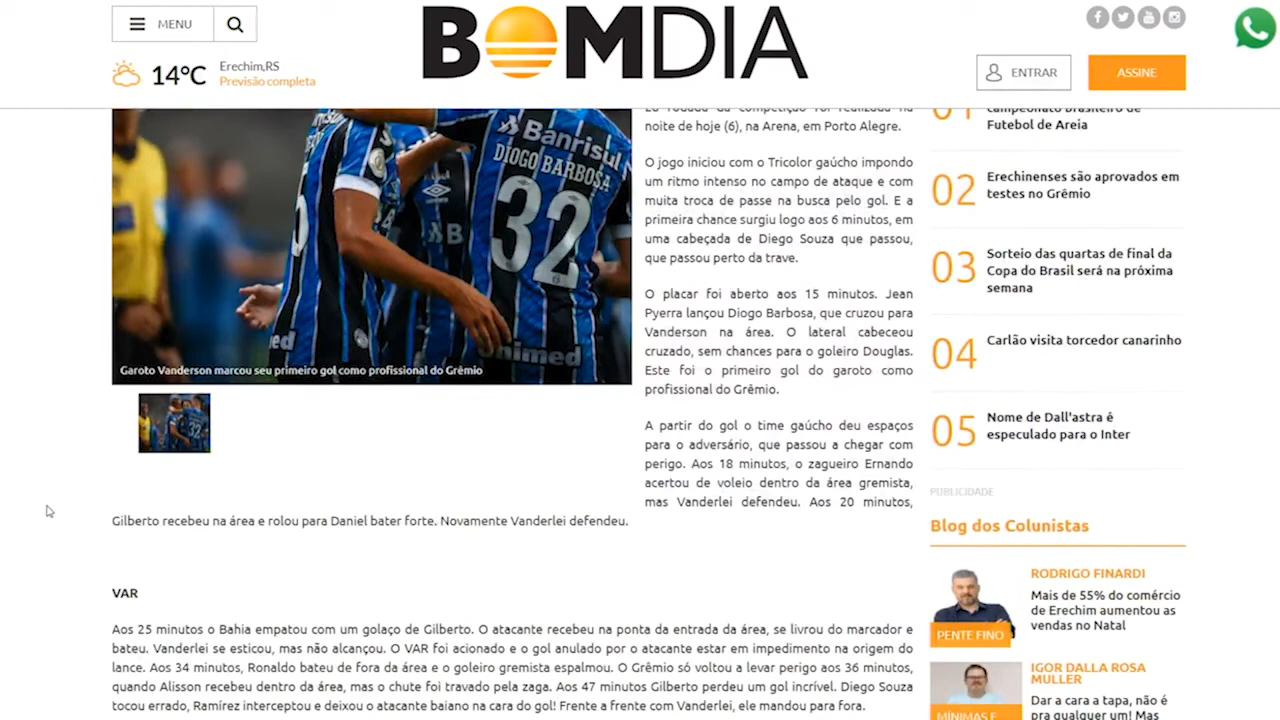 MENU
BOMDIA
14°C
Erechim,RS
Previsão completa
ENTRAR
ASSINE
Banrisul
DIOGO BARBOSA
32
Unimed
Garoto Vanderson marcou seu primeiro gol como profissional do Grêmio
noite de hoje (6), na Arena, em Porto Alegre.
O jogo iniciou com o Tricolor gaúcho impondo
um ritmo intenso no campo de ataque e com
muita troca de passe na busca pelo gol. E a
primeira chance surgiu logo aos 6 minutos, em
uma cabeçada de Diego Souza que passou,
que passou perto da trave.
O placar foi aberto aos 15 minutos. Jean
Pyerra lançou Diogo Barbosa, que cruzou para
Vanderson na área. O lateral cabeceou
cruzado, sem chances para o goleiro Douglas.
Este foi o primeiro gol do garoto como
profissional do Grêmio.
A partir do gol o time gaúcho deu espaços
para o adversário, que passou a chegar com
perigo. Aos 18 minutos, o zagueiro Ernando
acertou de voleio dentro da área gremista,
mas Vanderlei defendeu. Aos 20 minutos,
Gilberto recebeu na área e rolou para Daniel bater forte. Novamente Vanderlei defendeu.
VAR
Aos 25 minutos o Bahia empatou com um golaço de Gilberto. O atacante recebeu na ponta da entrada da área, se livrou do marcador e
bateu. Vanderlei se esticou, mas não alcançou. O VAR foi acionado e o gol anulado por o atacante estar em impedimento na origem do
lance. Aos 34 minutos, Ronaldo bateu de fora da área e o goleiro gremista espalmou. O Grêmio só voltou a levar perigo aos 36 minutos,
quando Alisson recebeu dentro da área, mas o chute foi travado pela zaga. Aos 47 minutos Gilberto perdeu um gol incrível. Diego Souza
tocou errado, Ramírez interceptou e deixou o atacante baiano na cara do gol! Frente a frente com Vanderlei, ele mandou para fora.
01
campeonato Brasileiro de
Futebol de Areia
02
Erechinenses são aprovados em
testes no Grêmio
03
Sorteio das quartas de final da
Copa do Brasil será na próxima
semana
04
Carlão visita torcedor canarinho
05
Nome de Dall'astra é
especulado para o Inter
PUBLICIDADE
Blog dos Colunistas
RODRIGO FINARDI
Mais de 55% do comércio
de Erechim aumentou as
vendas no Natal
PENTE FINO
IGOR DALLA ROSA
MULLER
Dar a cara a tapa, não é
pra qualquer um! Mas
MÍNIMAS E